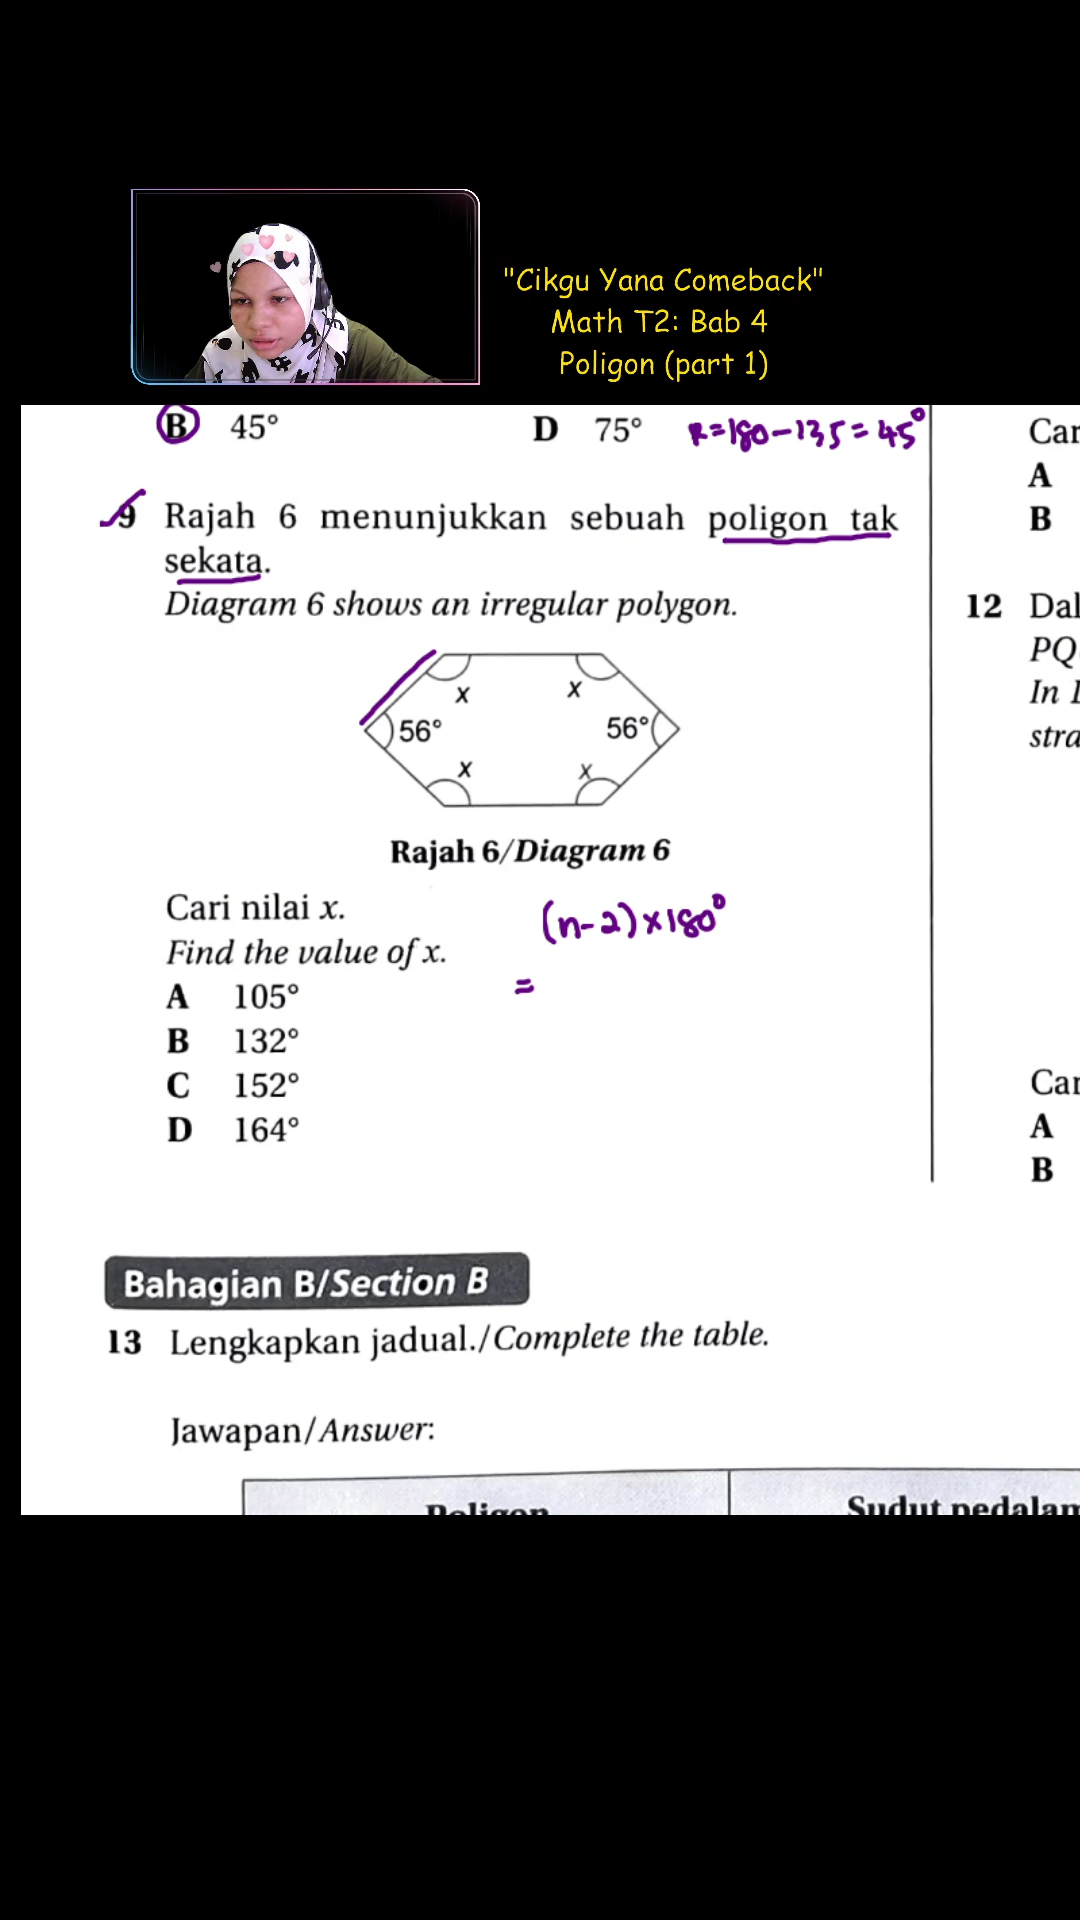 "Cikgu Yana Comeback"
Math T2: Bab 4
Poligon (part 1)
B 45° D 75° R=180-135=45°
9 Rajah 6 menunjukkan sebuah poligon tak
sekata.
Diagram 6 shows an irregular polygon.
x x
56° 56°
x x
Rajah 6/Diagram 6
Cari nilai x.
(n-2)×180°
Find the value of x.
=
A 105°
B 132°
C 152°
D 164°
Bahagian B/Section B
13 Lengkapkan jadual./Complete the table.
Jawapan/Answer:
Poligon Sudut pedalam
Car
A
B
12 Dal
PQ
In
stra
Car
A
B